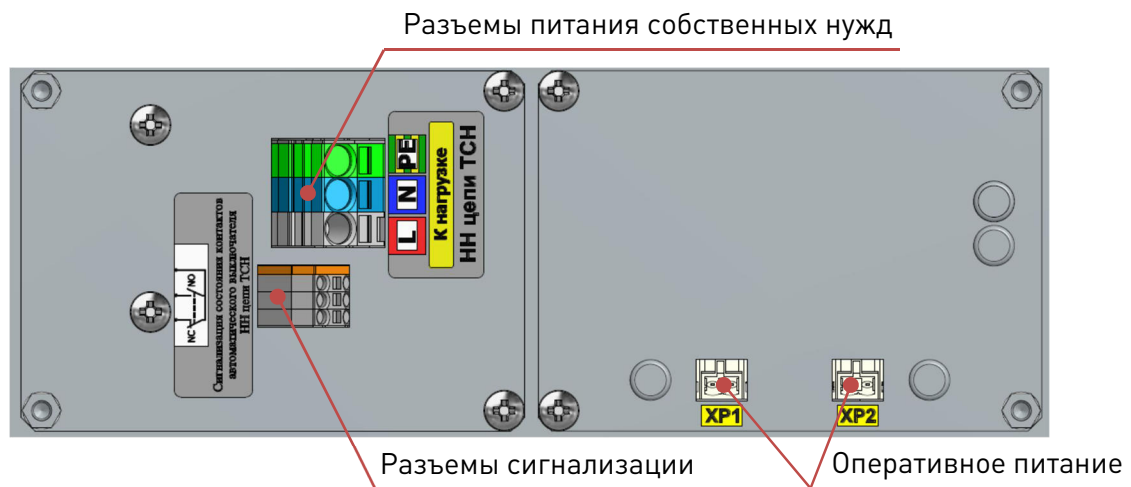 Разъемы питания собственных нужд
PE
N
L
К нагрузке
НН цепи ТСН
NO
NC
Сигнализация состояния контактов
автоматического выключателя
НН цепи ТСН
XP1
XP2
Разъемы сигнализации
Оперативное питание